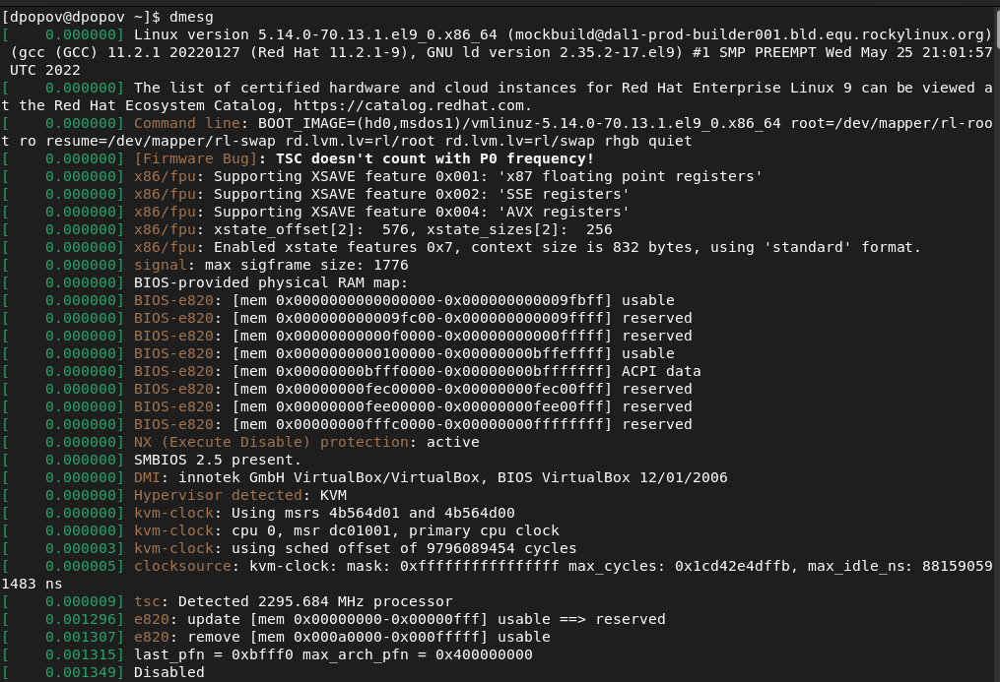 [dpopov@dpopov ~]$ dmesg
[    0.000000] Linux version 5.14.0-70.13.1.el9_0.x86_64 (mockbuild@dal1-prod-builder001.bld.equ.rockylinux.org)
 (gcc (GCC) 11.2.1 20220127 (Red Hat 11.2.1-9), GNU ld version 2.35.2-17.el9) #1 SMP PREEMPT Wed May 25 21:01:57
 UTC 2022
[    0.000000] The list of certified hardware and cloud instances for Red Hat Enterprise Linux 9 can be viewed a
t the Red Hat Ecosystem Catalog, https://catalog.redhat.com.
[    0.000000] Command line: BOOT_IMAGE=(hd0,msdos1)/vmlinuz-5.14.0-70.13.1.el9_0.x86_64 root=/dev/mapper/rl-roo
t ro resume=/dev/mapper/rl-swap rd.lvm.lv=rl/root rd.lvm.lv=rl/swap rhgb quiet
[    0.000000] [Firmware Bug]: TSC doesn't count with P0 frequency!
[    0.000000] x86/fpu: Supporting XSAVE feature 0x001: 'x87 floating point registers'
[    0.000000] x86/fpu: Supporting XSAVE feature 0x002: 'SSE registers'
[    0.000000] x86/fpu: Supporting XSAVE feature 0x004: 'AVX registers'
[    0.000000] x86/fpu: xstate_offset[2]:  576, xstate_sizes[2]:  256
[    0.000000] x86/fpu: Enabled xstate features 0x7, context size is 832 bytes, using 'standard' format.
[    0.000000] signal: max sigframe size: 1776
[    0.000000] BIOS-provided physical RAM map:
[    0.000000] BIOS-e820: [mem 0x0000000000000000-0x000000000009fbff] usable
[    0.000000] BIOS-e820: [mem 0x000000000009fc00-0x000000000009ffff] reserved
[    0.000000] BIOS-e820: [mem 0x00000000000f0000-0x00000000000fffff] reserved
[    0.000000] BIOS-e820: [mem 0x0000000000100000-0x00000000bffeffff] usable
[    0.000000] BIOS-e820: [mem 0x00000000bfff0000-0x00000000bfffffff] ACPI data
[    0.000000] BIOS-e820: [mem 0x00000000fec00000-0x00000000fec00fff] reserved
[    0.000000] BIOS-e820: [mem 0x00000000fee00000-0x00000000fee00fff] reserved
[    0.000000] BIOS-e820: [mem 0x00000000fffc0000-0x00000000ffffffff] reserved
[    0.000000] NX (Execute Disable) protection: active
[    0.000000] SMBIOS 2.5 present.
[    0.000000] DMI: innotek GmbH VirtualBox/VirtualBox, BIOS VirtualBox 12/01/2006
[    0.000000] Hypervisor detected: KVM
[    0.000000] kvm-clock: Using msrs 4b564d01 and 4b564d00
[    0.000000] kvm-clock: cpu 0, msr dc01001, primary cpu clock
[    0.000003] kvm-clock: using sched offset of 9796089454 cycles
[    0.000005] clocksource: kvm-clock: mask: 0xffffffffffffffff max_cycles: 0x1cd42e4dffb, max_idle_ns: 88159059
1483 ns
[    0.000009] tsc: Detected 2295.684 MHz processor
[    0.001296] e820: update [mem 0x00000000-0x00000fff] usable ==> reserved
[    0.001307] e820: remove [mem 0x000a0000-0x000fffff] usable
[    0.001315] last_pfn = 0xbfff0 max_arch_pfn = 0x400000000
[    0.001349] Disabled